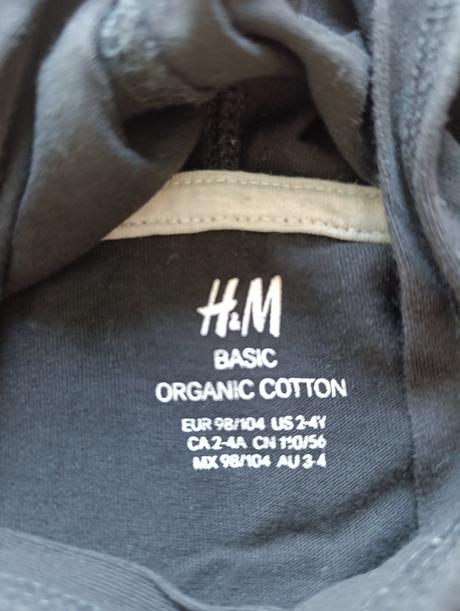 H&M
BASIC
ORGANIC COTTON
EUR 98/104 US 2-4Y
CA 2-4A CN 110/56
MX 98/104 AU 3-4